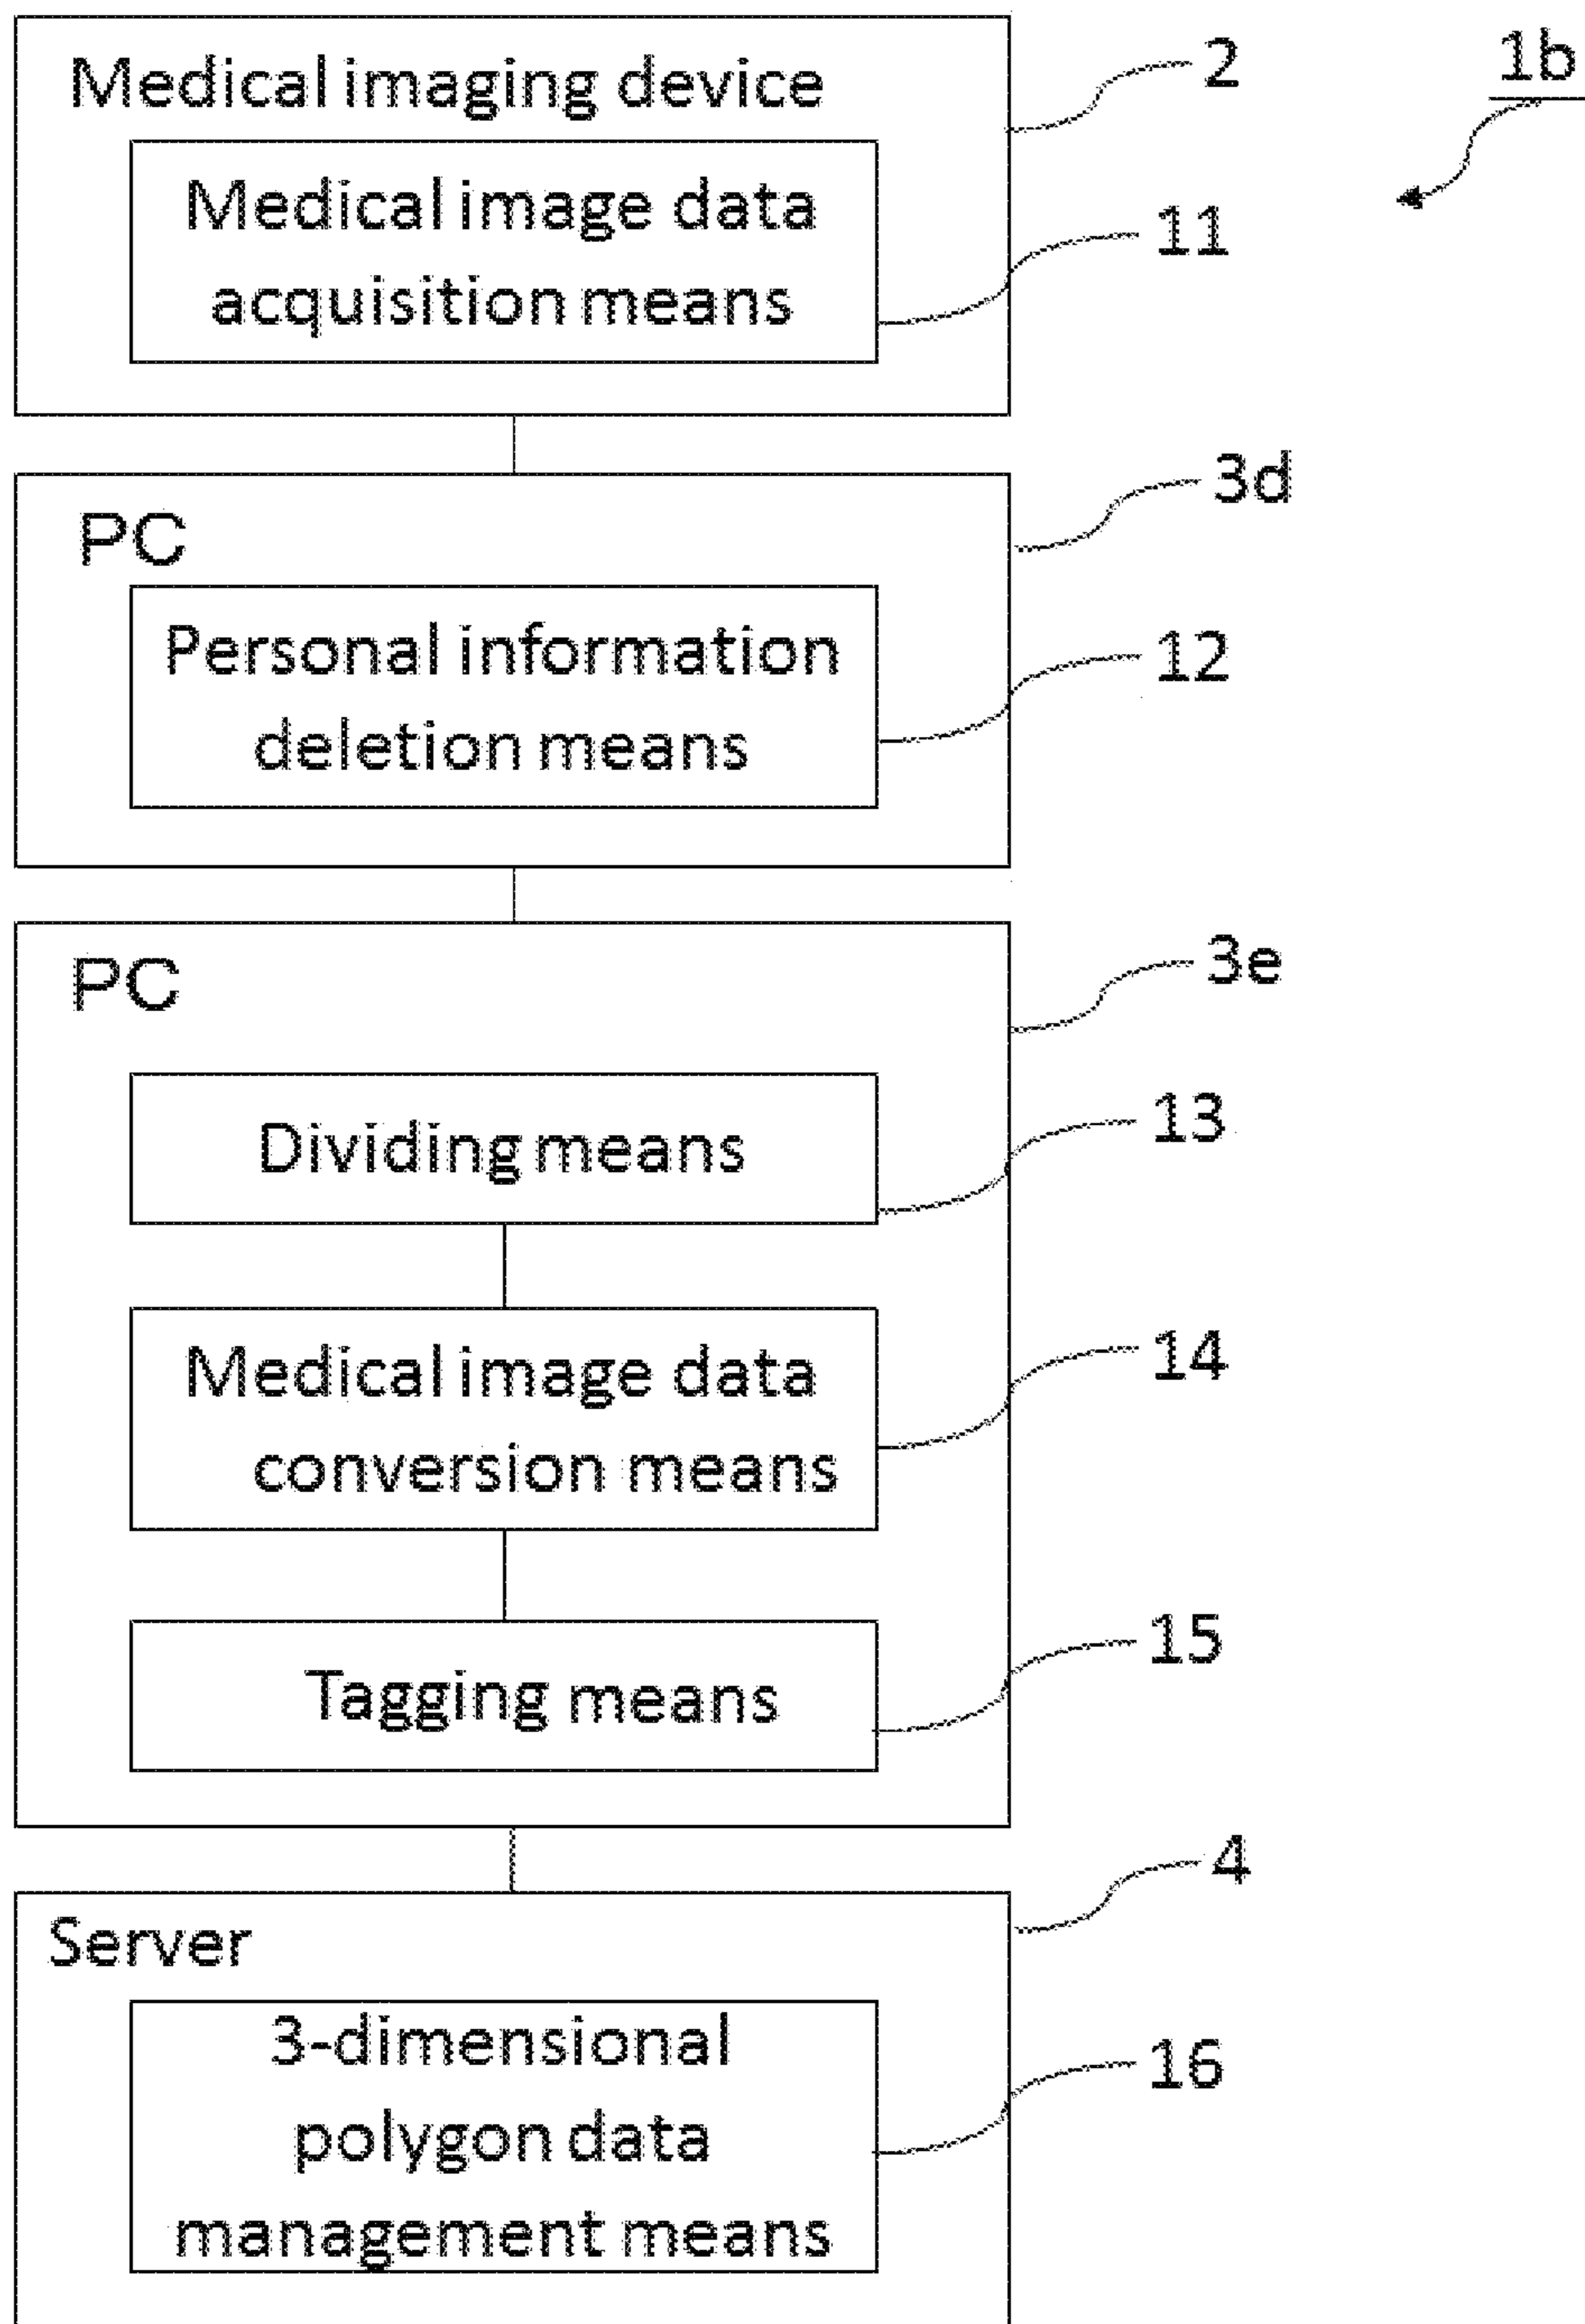 Medical imaging device
2
1b
Medical image data
acquisition means
11
PC
3d
Personal information
deletion means
12
PC
3e
Dividing means
13
Medical image data
conversion means
14
Tagging means
15
Server
4
3-dimensional
polygon data
management means
16